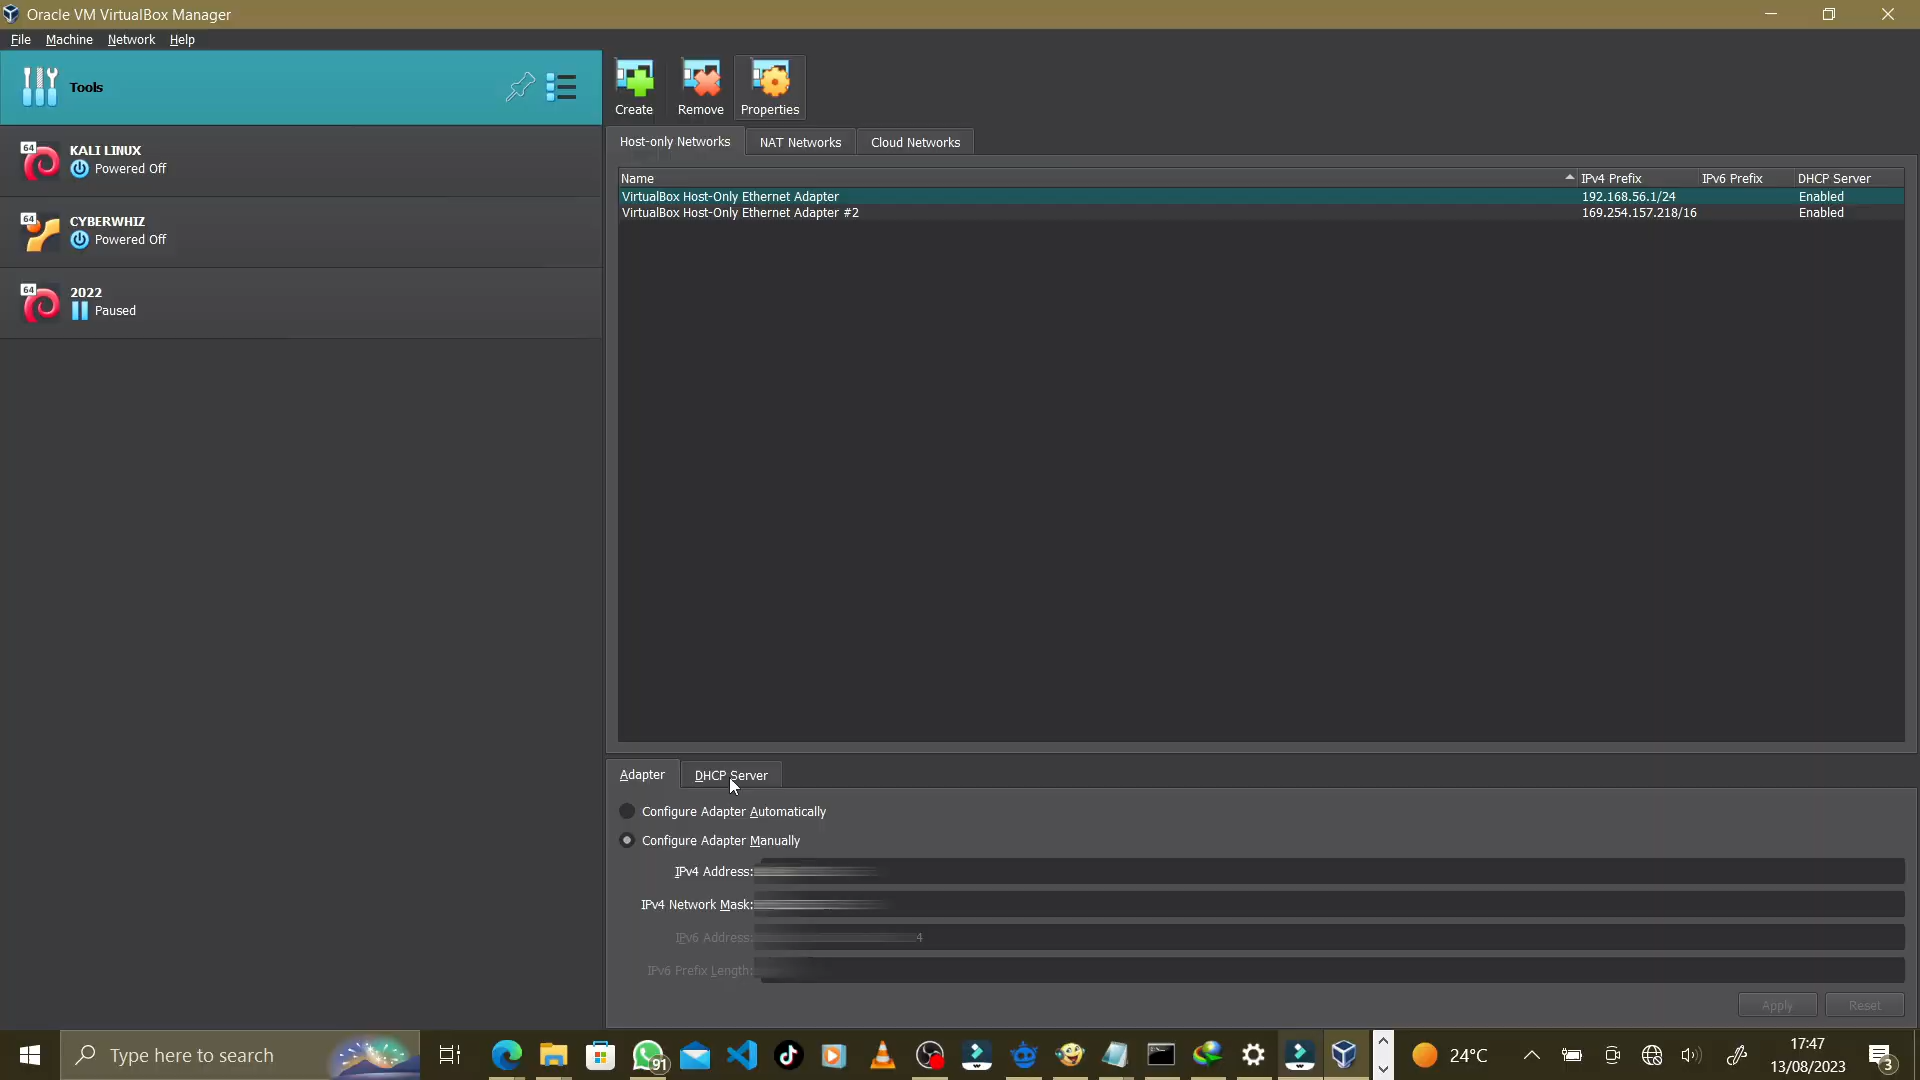 Oracle VM VirtualBox Manager
File Machine Network Help
Tools
64 KALI LINUX
Powered Off
64 CYBERWHIZ
Powered Off
64 2022
Paused
Create Remove Properties
Host-only Networks NAT Networks Cloud Networks
Name IPv4 Prefix IPv6 Prefix DHCP Server
VirtualBox Host-Only Ethernet Adapter 192.168.56.1/24 Enabled
VirtualBox Host-Only Ethernet Adapter #2 169.254.157.218/16 Enabled
Adapter DHCP Server
Configure Adapter Automatically
Configure Adapter Manually
IPv4 Address:
IPv4 Network Mask:
IPv6 Address: 4
IPv6 Prefix Length:
Apply Reset
Type here to search
91
24°C
17:47
13/08/2023
3